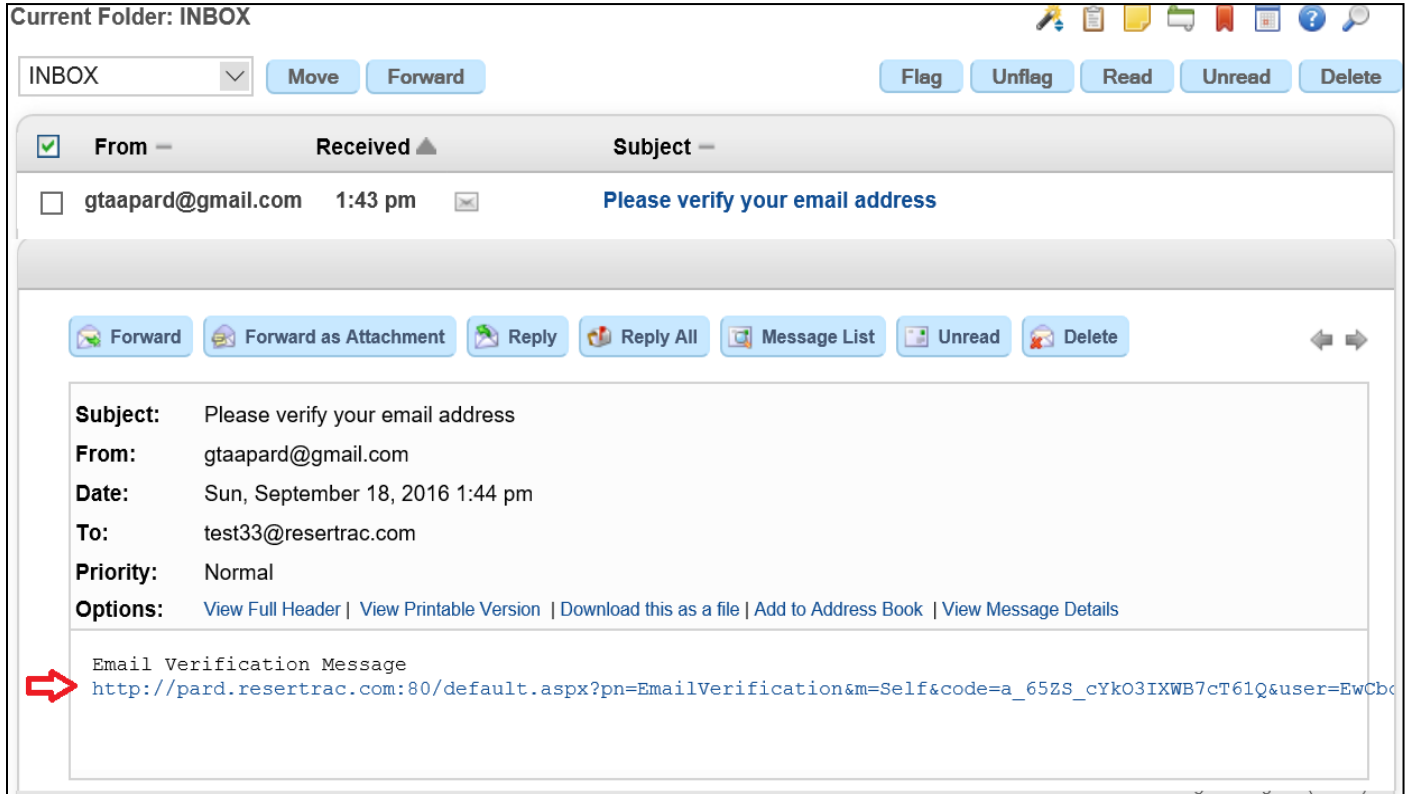 Current Folder: INBOX
INBOX Move Forward Flag Unflag Read Unread Delete
From Received Subject
gtaapard@gmail.com 1:43 pm Please verify your email address
Forward Forward as Attachment Reply Reply All Message List Unread Delete
Subject: Please verify your email address
From: gtaapard@gmail.com
Date: Sun, September 18, 2016 1:44 pm
To: test33@resertrac.com
Priority: Normal
Options: View Full Header | View Printable Version | Download this as a file | Add to Address Book | View Message Details
Email Verification Message
http://pard.resertrac.com:80/default.aspx?pn=EmailVerification&m=Self&code=a_65ZS_cYkO3IXWB7cT61Q&user=EwCbc